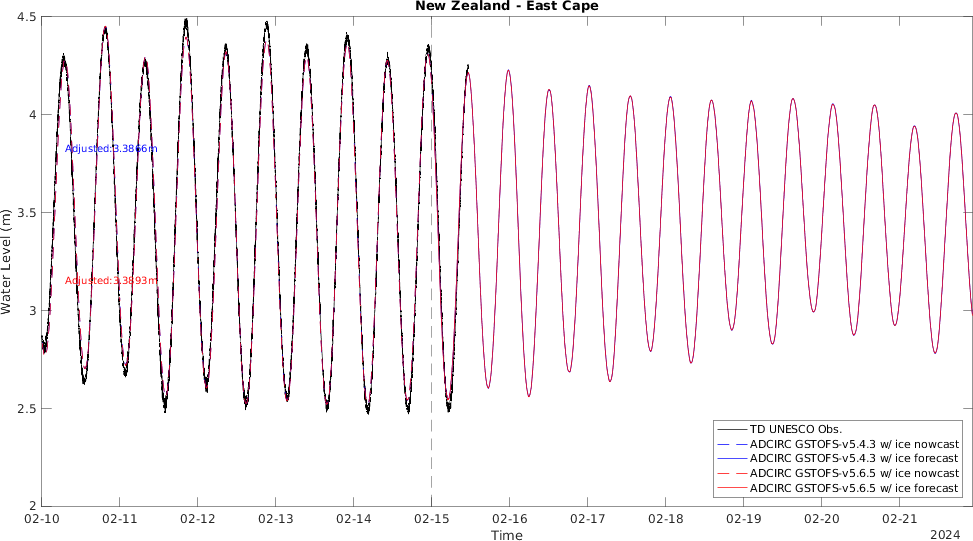 New Zealand - East Cape
4.5
4
3.5
3
2.5
2
Water Level (m)
Adjusted:3.3866m
Adjusted:3.3893m
TD UNESCO Obs.
ADCIRC GSTOFS-v5.4.3 w/ ice nowcast
ADCIRC GSTOFS-v5.4.3 w/ ice forecast
ADCIRC GSTOFS-v5.6.5 w/ ice nowcast
ADCIRC GSTOFS-v5.6.5 w/ ice forecast
02-10 02-11 02-12 02-13 02-14 02-15 02-16 02-17 02-18 02-19 02-20 02-21
Time
2024